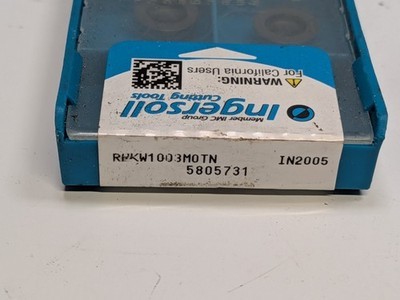 Ingersoll
Cutting Tools
Member IMC Group
WARNING:
For California Users
RPKW1003M0TN IN2005
5805731